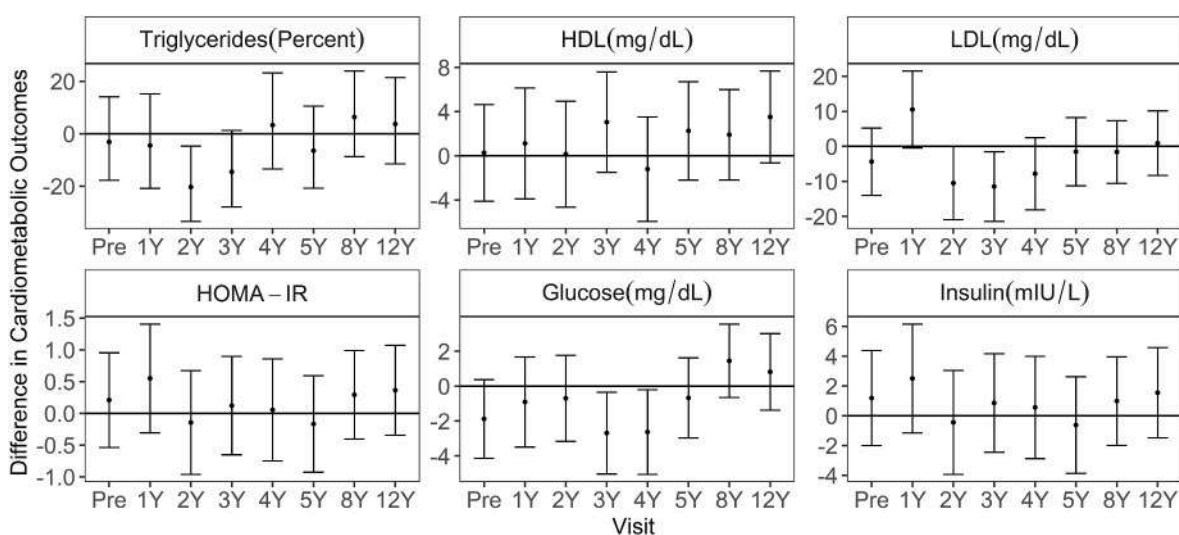 Difference in Cardiometabolic Outcomes
Triglycerides(Percent)
20
0
-20
Pre 1Y 2Y 3Y 4Y 5Y 8Y 12Y
HDL(mg/dL)
8
4
0
-4
Pre 1Y 2Y 3Y 4Y 5Y 8Y 12Y
LDL(mg/dL)
20
10
0
-10
-20
Pre 1Y 2Y 3Y 4Y 5Y 8Y 12Y
HOMA – IR
1.5
1.0
0.5
0.0
-0.5
-1.0
Pre 1Y 2Y 3Y 4Y 5Y 8Y 12Y
Glucose(mg/dL)
2
0
-2
-4
Pre 1Y 2Y 3Y 4Y 5Y 8Y 12Y
Insulin(mIU/L)
6
4
2
0
-2
-4
Pre 1Y 2Y 3Y 4Y 5Y 8Y 12Y
Visit